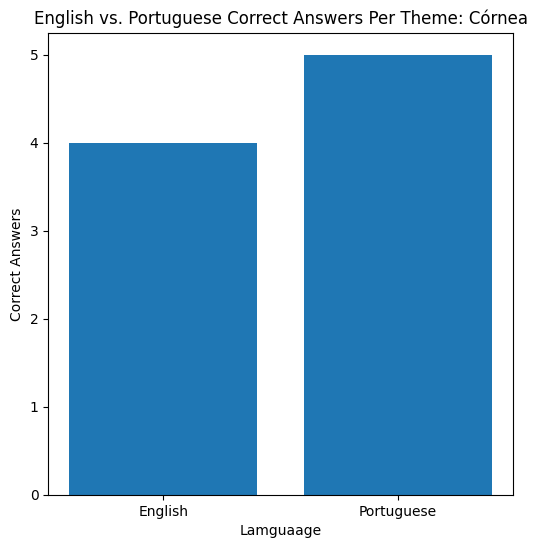 English vs. Portuguese Correct Answers Per Theme: Córnea
Correct Answers
5
4
3
2
1
0
English
Portuguese
Lamguaage